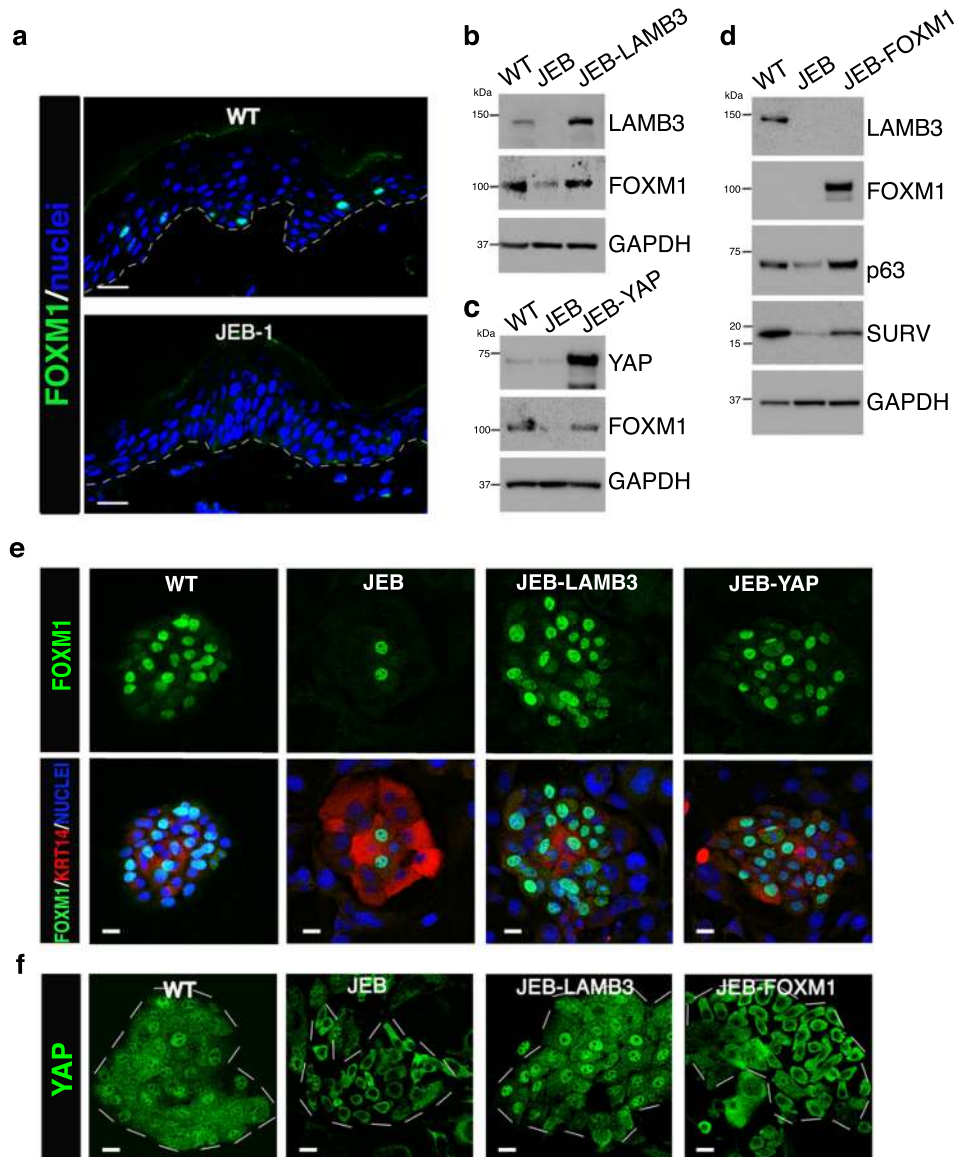 a
FOXM1/nuclei
WT
JEB-1
b
WT JEB JEB-LAMB3
kDa
150 LAMB3
100 FOXM1
37 GAPDH
c
WT JEB JEB-YAP
kDa
75 YAP
100 FOXM1
37 GAPDH
d
WT JEB JEB-FOXM1
kDa
150 LAMB3
100 FOXM1
75 p63
20 SURV
15
37 GAPDH
e
FOXM1
WT JEB JEB-LAMB3 JEB-YAP
FOXM1/KRT14/NUCLEI
f
YAP
WT JEB JEB-LAMB3 JEB-FOXM1